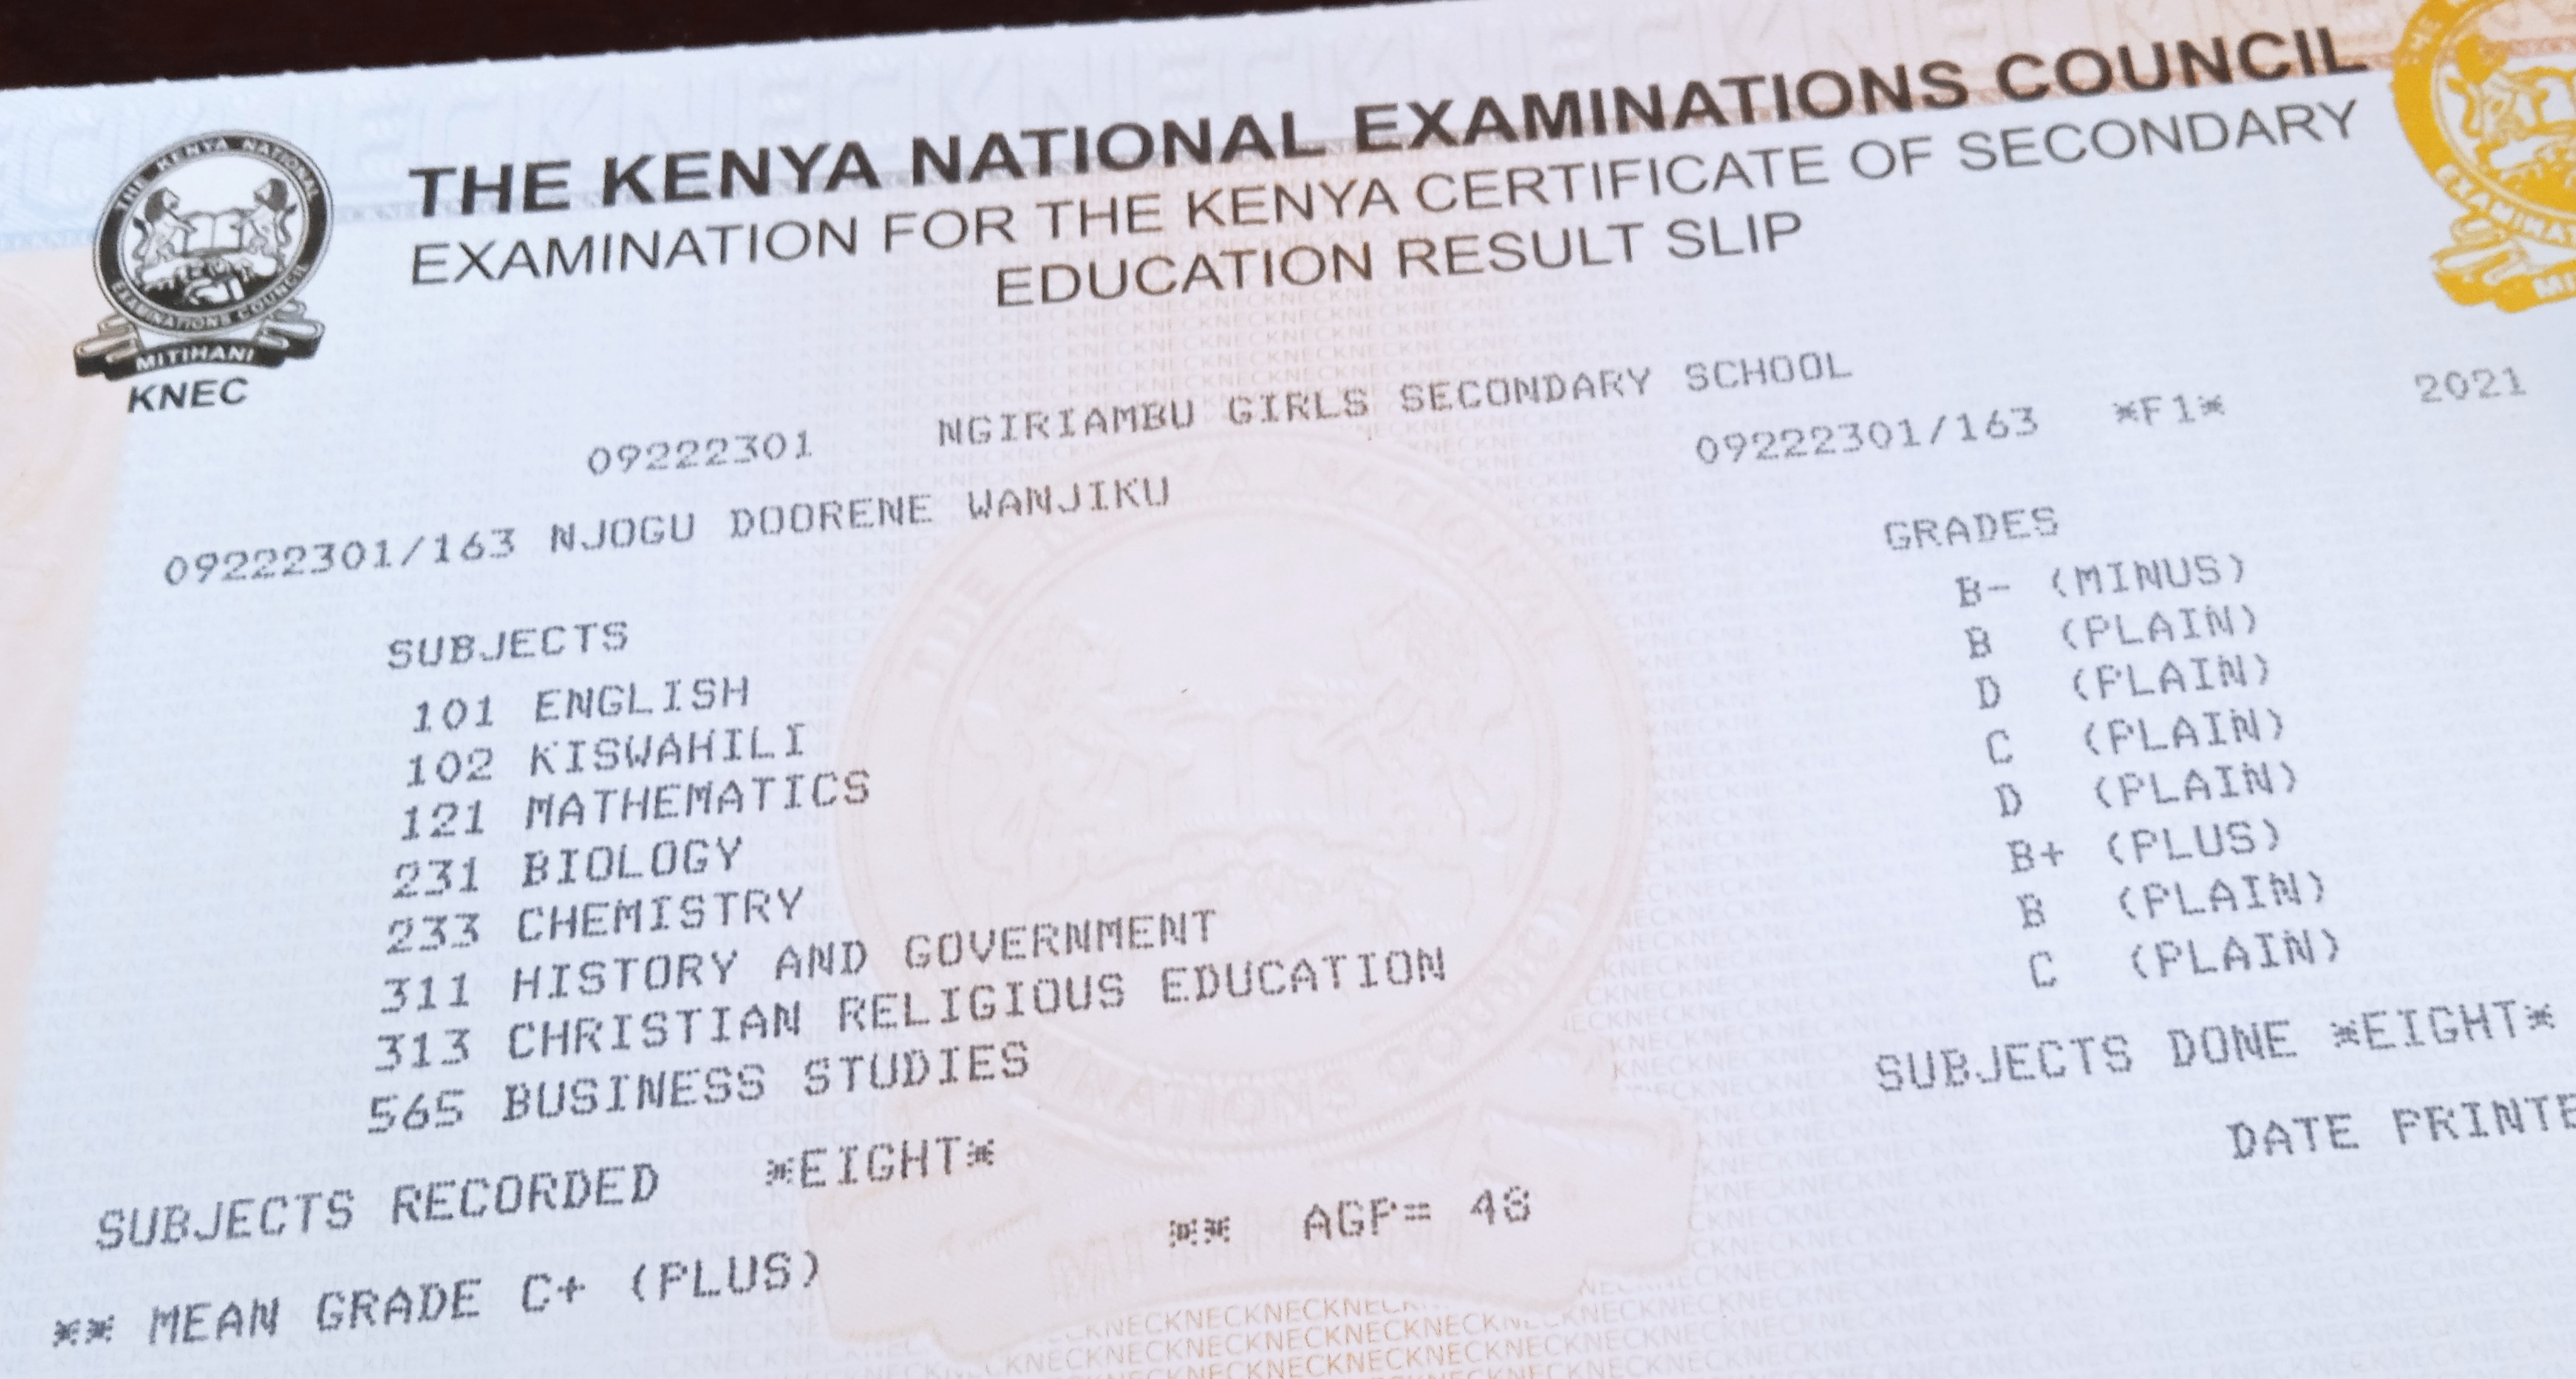 THE KENYA NATIONAL EXAMINATIONS COUNCIL
EXAMINATION FOR THE KENYA CERTIFICATE OF SECONDARY
EDUCATION RESULT SLIP
THE KENYA NATIONAL
EXAMINATIONS COUNCIL
MITIHANI
KNEC
09222301 NGIRIAMBU GIRLS SECONDARY SCHOOL
09222301/163 NJOGU DOORENE WANJIKU 09222301/163 *F1* 2021
SUBJECTS GRADES
101 ENGLISH B- (MINUS)
102 KISWAHILI B (PLAIN)
121 MATHEMATICS D (PLAIN)
231 BIOLOGY C (PLAIN)
233 CHEMISTRY D (PLAIN)
311 HISTORY AND GOVERNMENT B+ (PLUS)
313 CHRISTIAN RELIGIOUS EDUCATION B (PLAIN)
565 BUSINESS STUDIES C (PLAIN)
SUBJECTS RECORDED *EIGHT* SUBJECTS DONE *EIGHT*
** MEAN GRADE C+ (PLUS) ** AGP= 48 DATE PRINTE